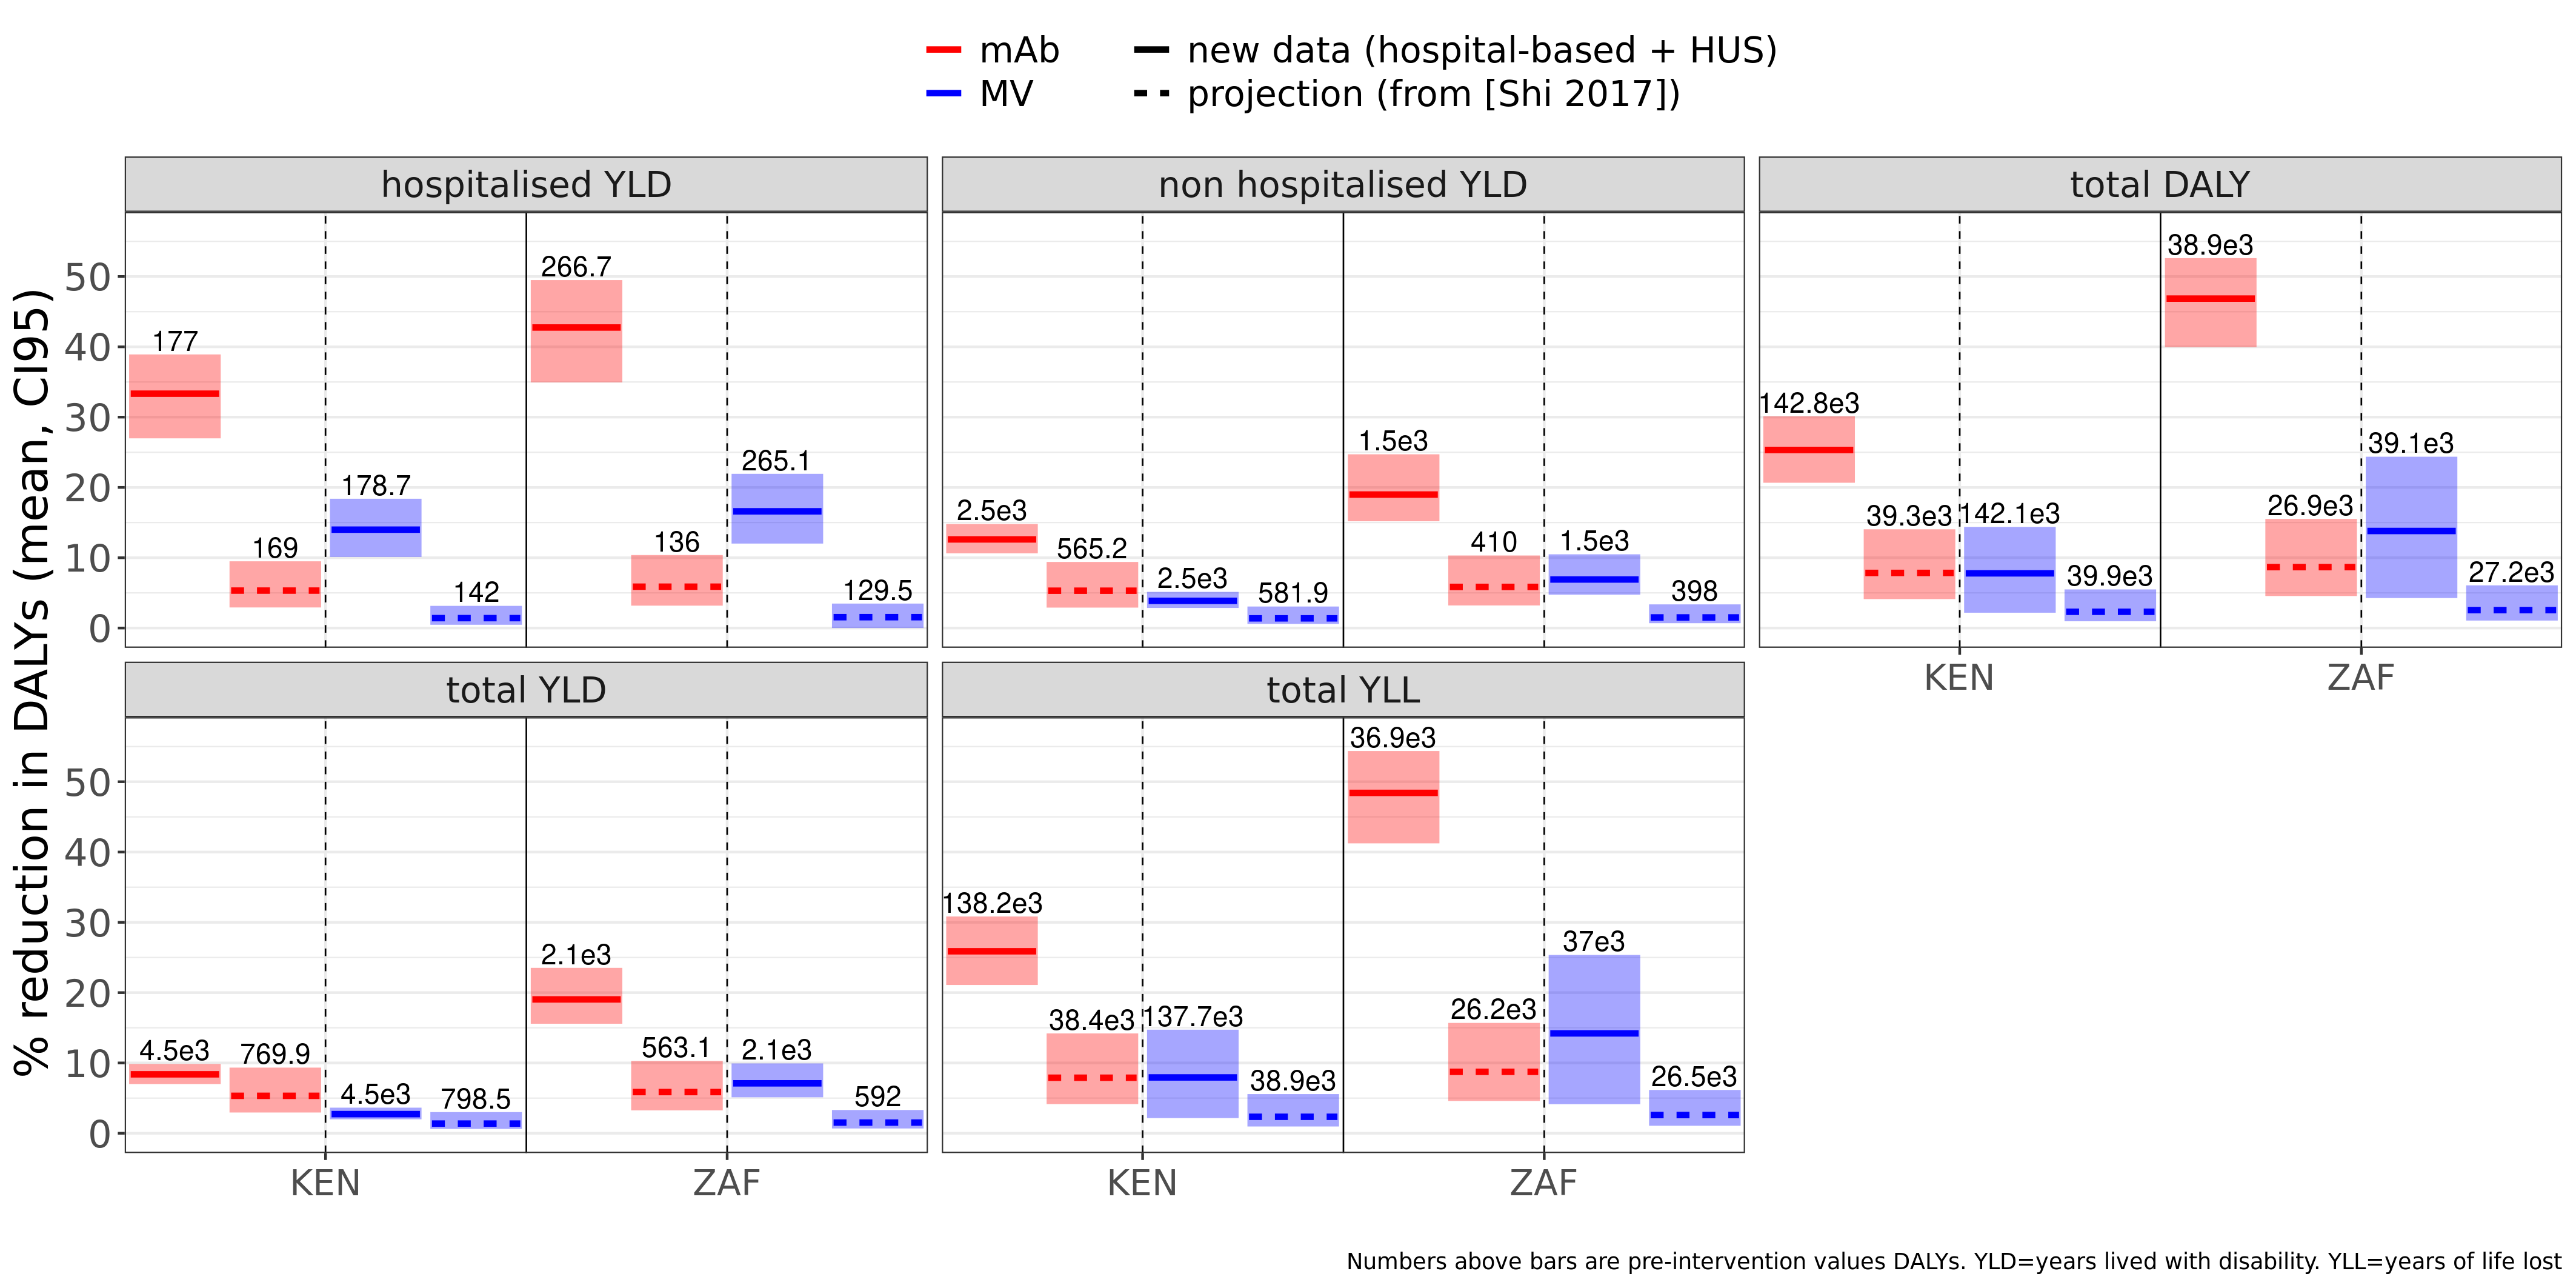 mAb
MV
new data (hospital-based + HUS)
projection (from [Shi 2017])
% reduction in DALYs (mean, CI95)
hospitalised YLD
50
40
30
20
10
0
177
169
178.7
142
266.7
136
265.1
129.5
non hospitalised YLD
2.5e3
565.2
2.5e3
581.9
1.5e3
410
1.5e3
398
total DALY
142.8e3
39.3e3
142.1e3
39.9e3
38.9e3
26.9e3
39.1e3
27.2e3
KEN
ZAF
total YLD
50
40
30
20
10
0
4.5e3
769.9
4.5e3
798.5
2.1e3
563.1
2.1e3
592
KEN
ZAF
total YLL
138.2e3
38.4e3
137.7e3
38.9e3
36.9e3
26.2e3
37e3
26.5e3
KEN
ZAF
Numbers above bars are pre-intervention values DALYs. YLD=years lived with disability. YLL=years of life lost